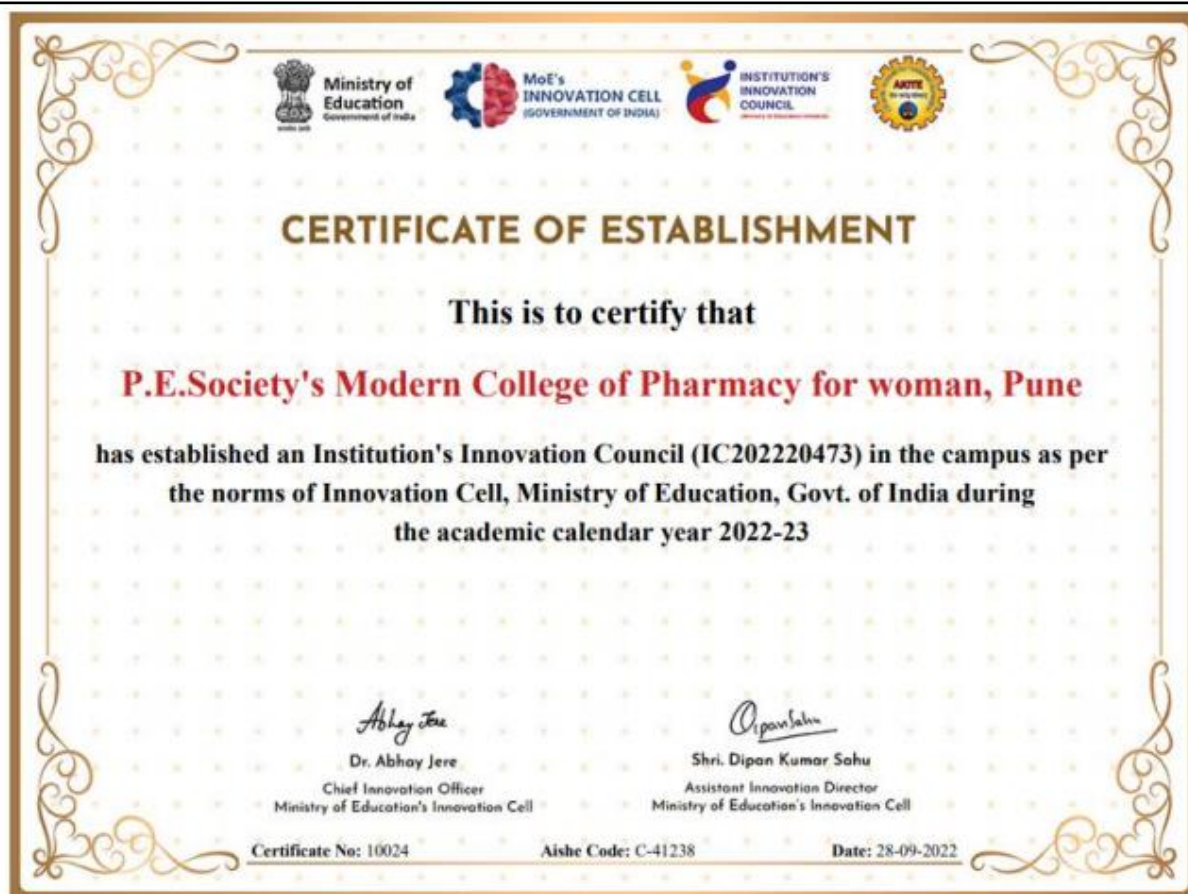 Ministry of
Education
Government of India
MoE's
INNOVATION CELL
(GOVERNMENT OF INDIA)
INSTITUTION'S
INNOVATION
COUNCIL
AICTE
CERTIFICATE OF ESTABLISHMENT
This is to certify that
P.E.Society's Modern College of Pharmacy for woman, Pune
has established an Institution's Innovation Council (IC202220473) in the campus as per
the norms of Innovation Cell, Ministry of Education, Govt. of India during
the academic calendar year 2022-23
Abhay Jere
Dipan Sahu
Dr. Abhay Jere
Shri. Dipan Kumar Sahu
Chief Innovation Officer
Assistant Innovation Director
Ministry of Education's Innovation Cell
Ministry of Education's Innovation Cell
Certificate No: 10024
Aishe Code: C-41238
Date: 28-09-2022